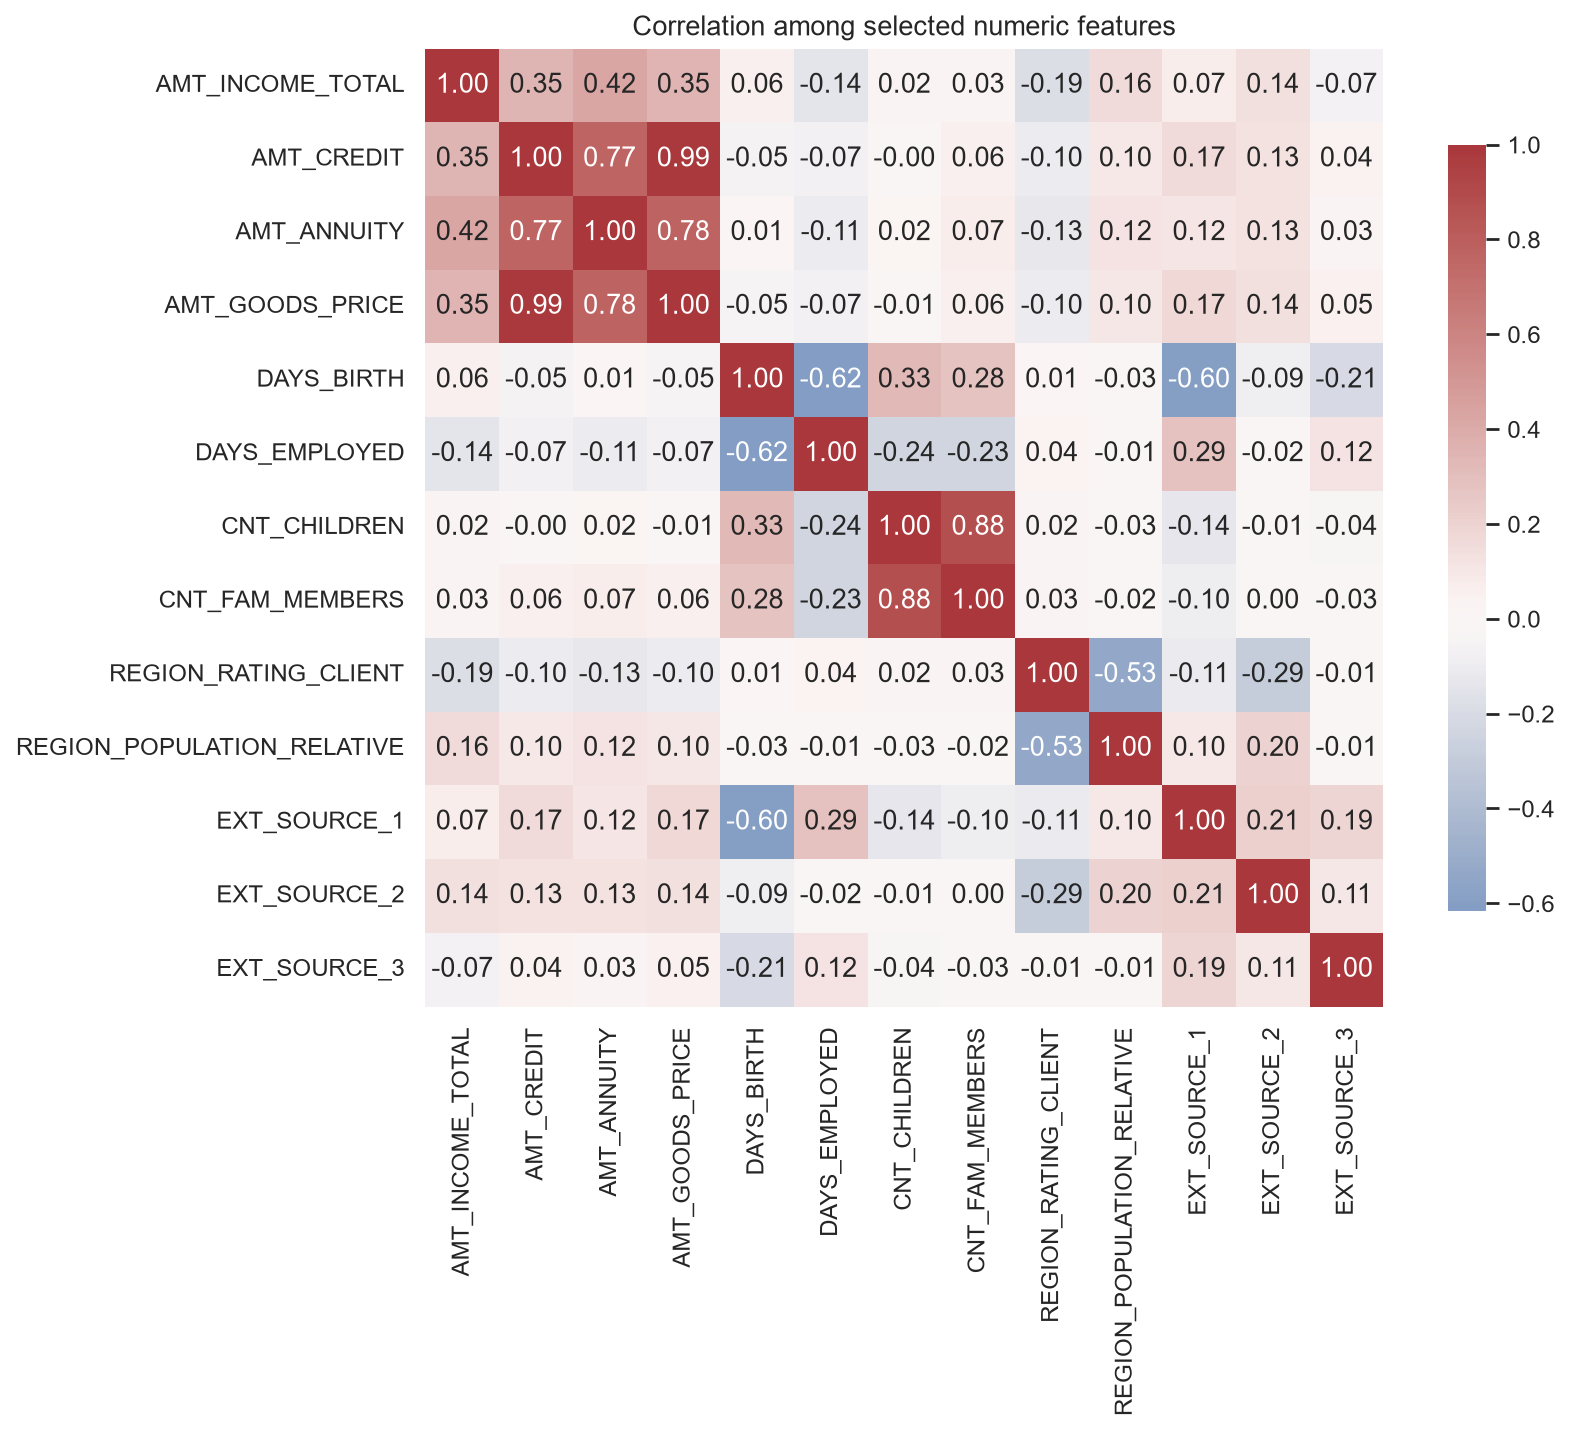 Correlation among selected numeric features
AMT_INCOME_TOTAL 1.00 0.35 0.42 0.35 0.06 -0.14 0.02 0.03 -0.19 0.16 0.07 0.14 -0.07
AMT_CREDIT 0.35 1.00 0.77 0.99 -0.05 -0.07 -0.00 0.06 -0.10 0.10 0.17 0.13 0.04
AMT_ANNUITY 0.42 0.77 1.00 0.78 0.01 -0.11 0.02 0.07 -0.13 0.12 0.12 0.13 0.03
AMT_GOODS_PRICE 0.35 0.99 0.78 1.00 -0.05 -0.07 -0.01 0.06 -0.10 0.10 0.17 0.14 0.05
DAYS_BIRTH 0.06 -0.05 0.01 -0.05 1.00 -0.62 0.33 0.28 0.01 -0.03 -0.60 -0.09 -0.21
DAYS_EMPLOYED -0.14 -0.07 -0.11 -0.07 -0.62 1.00 -0.24 -0.23 0.04 -0.01 0.29 -0.02 0.12
CNT_CHILDREN 0.02 -0.00 0.02 -0.01 0.33 -0.24 1.00 0.88 0.02 -0.03 -0.14 -0.01 -0.04
CNT_FAM_MEMBERS 0.03 0.06 0.07 0.06 0.28 -0.23 0.88 1.00 0.03 -0.02 -0.10 0.00 -0.03
REGION_RATING_CLIENT -0.19 -0.10 -0.13 -0.10 0.01 0.04 0.02 0.03 1.00 -0.53 -0.11 -0.29 -0.01
REGION_POPULATION_RELATIVE 0.16 0.10 0.12 0.10 -0.03 -0.01 -0.03 -0.02 -0.53 1.00 0.10 0.20 -0.01
EXT_SOURCE_1 0.07 0.17 0.12 0.17 -0.60 0.29 -0.14 -0.10 -0.11 0.10 1.00 0.21 0.19
EXT_SOURCE_2 0.14 0.13 0.13 0.14 -0.09 -0.02 -0.01 0.00 -0.29 0.20 0.21 1.00 0.11
EXT_SOURCE_3 -0.07 0.04 0.03 0.05 -0.21 0.12 -0.04 -0.03 -0.01 -0.01 0.19 0.11 1.00
AMT_INCOME_TOTAL
AMT_CREDIT
AMT_ANNUITY
AMT_GOODS_PRICE
DAYS_BIRTH
DAYS_EMPLOYED
CNT_CHILDREN
CNT_FAM_MEMBERS
REGION_RATING_CLIENT
REGION_POPULATION_RELATIVE
EXT_SOURCE_1
EXT_SOURCE_2
EXT_SOURCE_3
1.0
0.8
0.6
0.4
0.2
0.0
−0.2
−0.4
−0.6